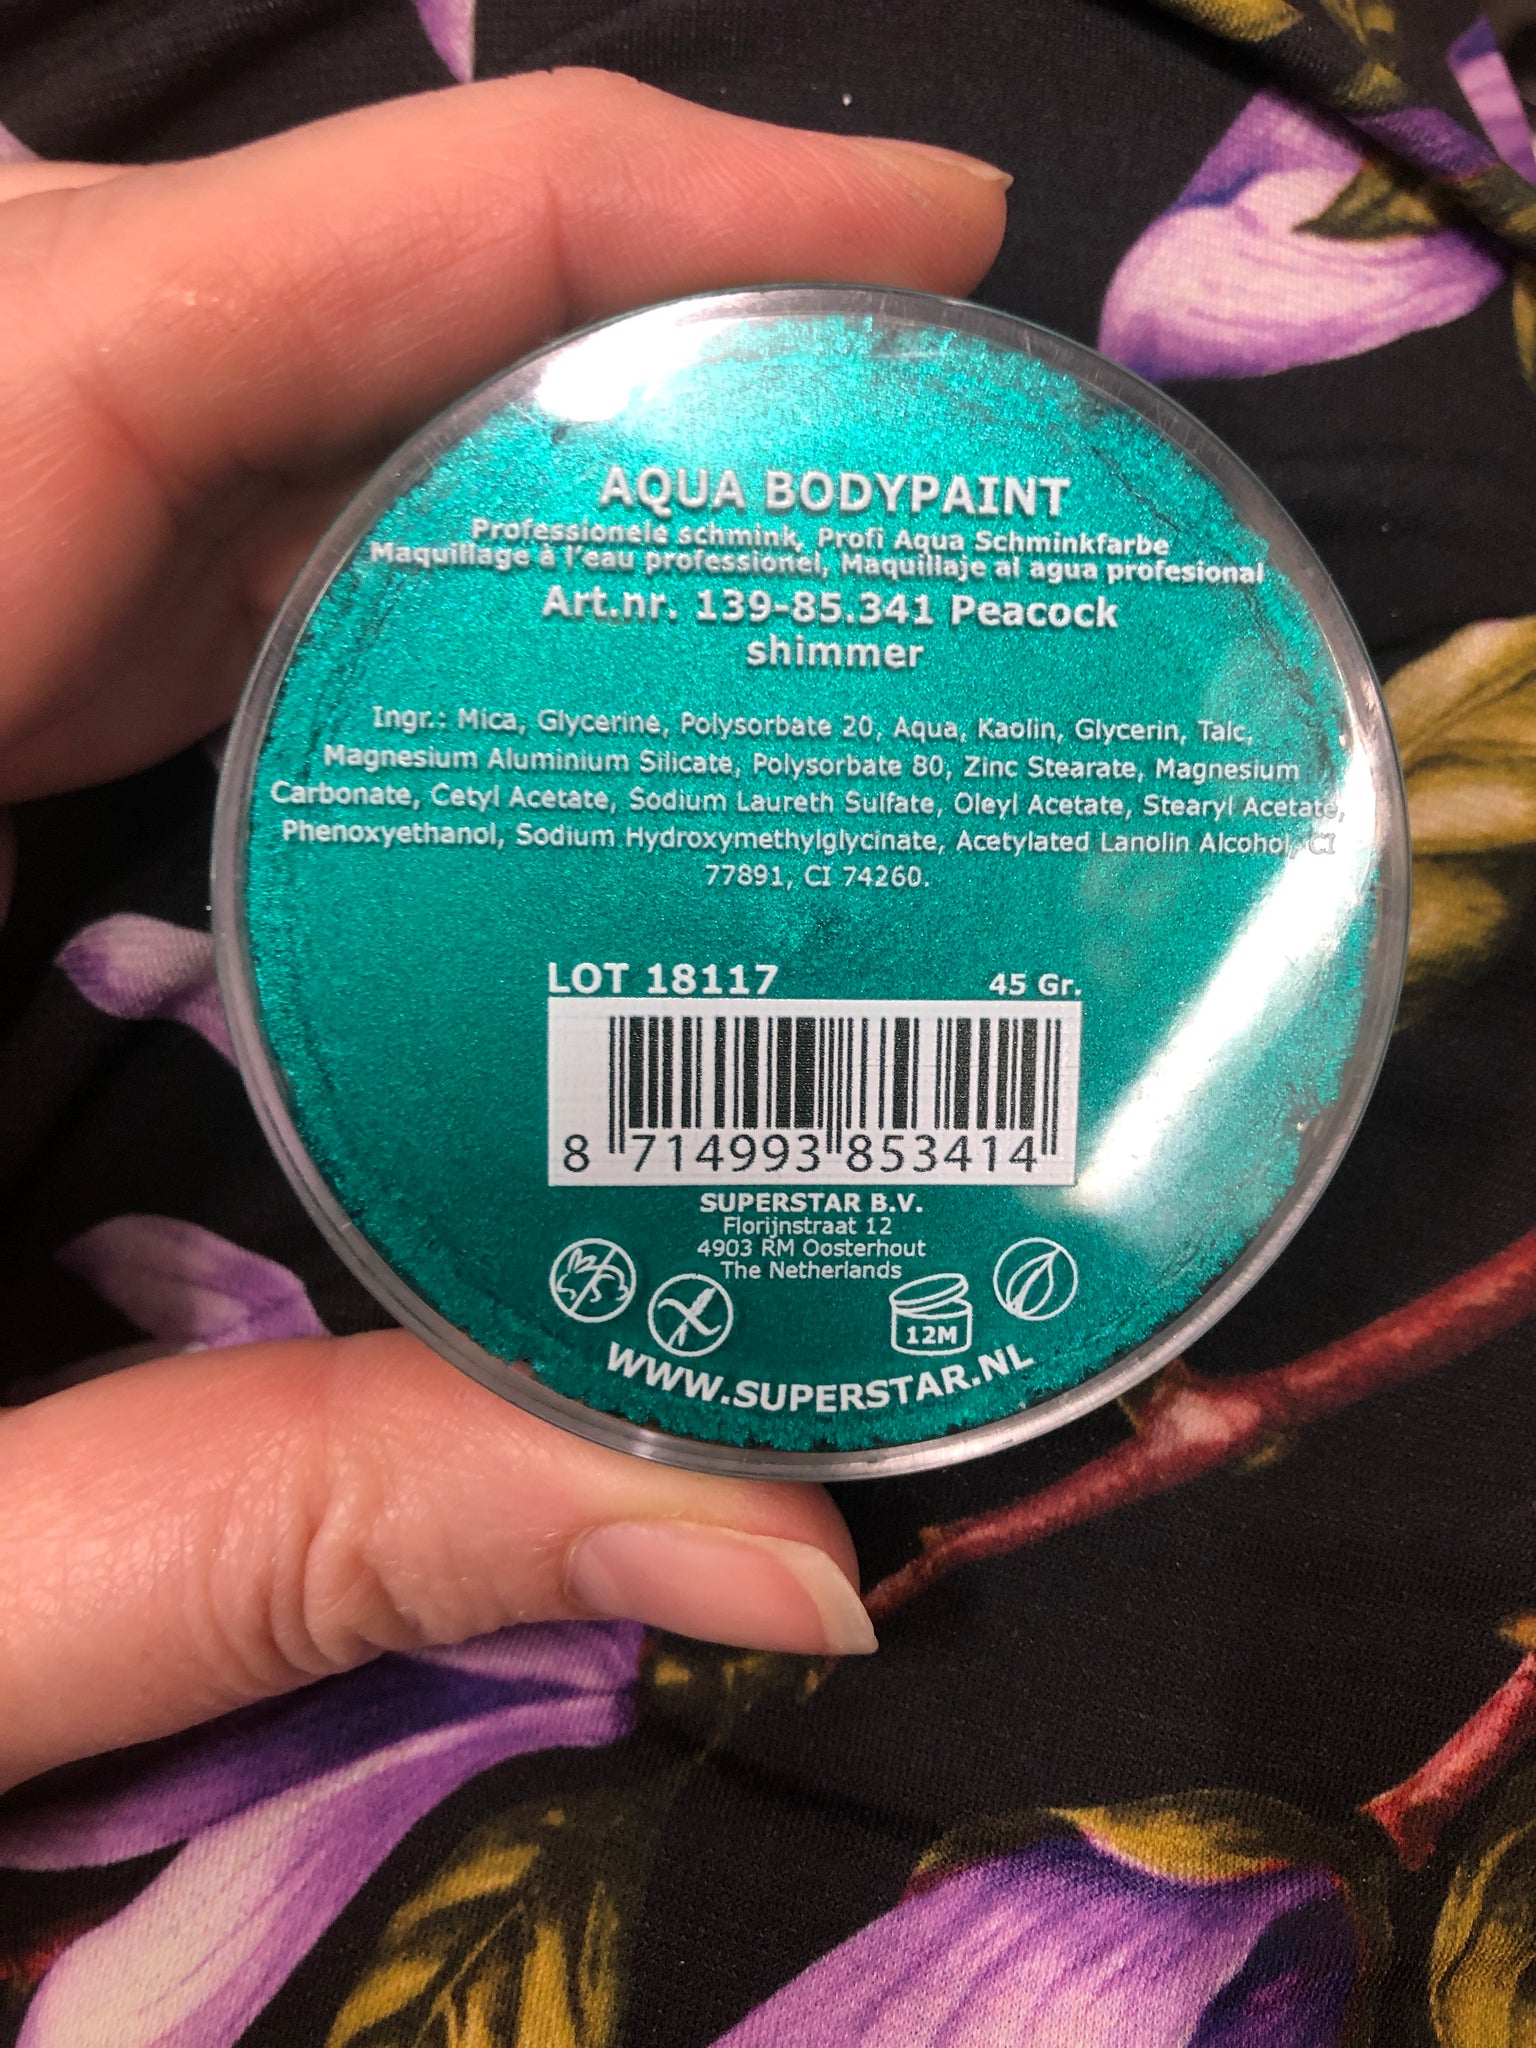 AQUA BODYPAINT
Professionele schmink, Profi Aqua Schminkfarbe
Maquillage à l'eau professionel, Maquillaje al agua profesional
Art.nr. 139-85.341 Peacock
shimmer
Ingr.: Mica, Glycerine, Polysorbate 20, Aqua, Kaolin, Glycerin, Talc,
Magnesium Aluminium Silicate, Polysorbate 80, Zinc Stearate, Magnesium
Carbonate, Cetyl Acetate, Sodium Laureth Sulfate, Oleyl Acetate, Stearyl Acetate,
Phenoxyethanol, Sodium Hydroxymethylglycinate, Acetylated Lanolin Alcohol, CI
77891, CI 74260.
LOT 18117 45 Gr.
8 714993 853414
SUPERSTAR B.V.
Florijnstraat 12
4903 RM Oosterhout
The Netherlands
12M
WWW.SUPERSTAR.NL